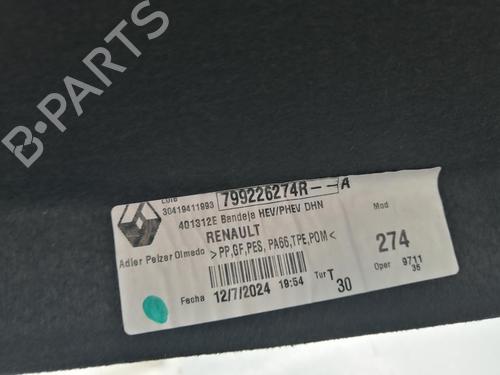 Lote
30419411993
799226274R---A
401312E Bandeja HEV/PHEV DHN
Mod
RENAULT
274
Adler Pelzer Olmedo
>PP,GF,PES, PA66,TPE,POM<
Oper 9711
35
Fecha 12/7/2024 19:54 Tur T
30
B-PARTS